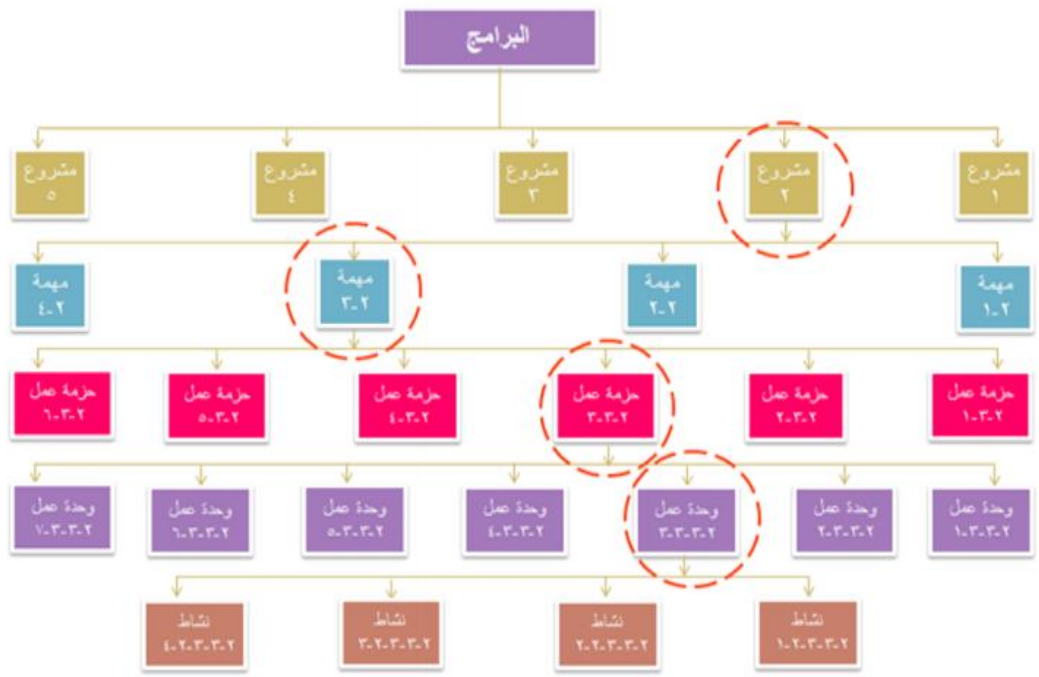 البرامج
مشروع
١
مشروع
٢
مشروع
٣
مشروع
٤
مشروع
٥
مهمة
٢-١
مهمة
٢-٢
مهمة
٢-٣
مهمة
٢-٤
حزمة عمل
٢-٣-١
حزمة عمل
٢-٣-٢
حزمة عمل
٢-٣-٣
حزمة عمل
٢-٣-٤
حزمة عمل
٢-٣-٥
حزمة عمل
٢-٣-٦
وحدة عمل
٢-٣-٣-١
وحدة عمل
٢-٣-٣-٢
وحدة عمل
٢-٣-٣-٣
وحدة عمل
٢-٣-٣-٤
وحدة عمل
٢-٣-٣-٥
وحدة عمل
٢-٣-٣-٦
وحدة عمل
٢-٣-٣-٧
نشاط
٢-٣-٣-٢-١
نشاط
٢-٣-٣-٢-٢
نشاط
٢-٣-٣-٢-٣
نشاط
٢-٣-٣-٢-٤